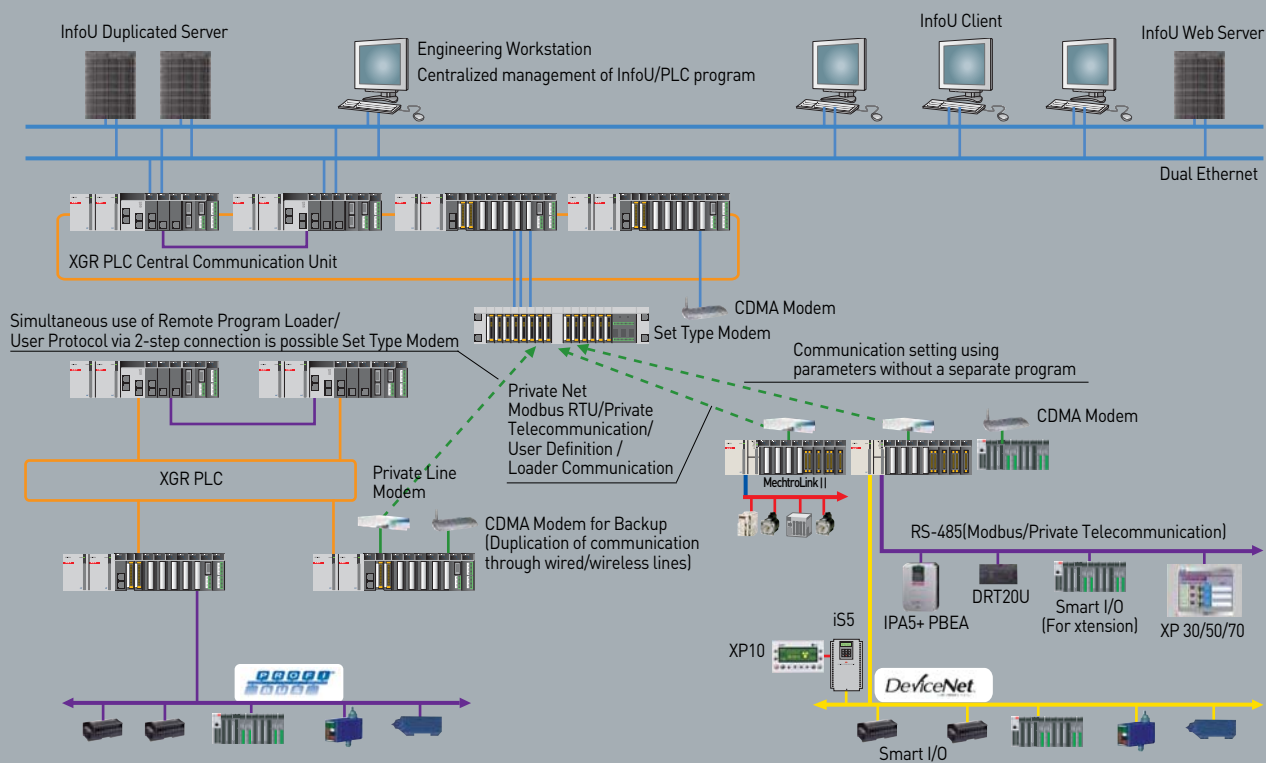 InfoU Duplicated Server
Engineering Workstation
Centralized management of InfoU/PLC program
InfoU Client
InfoU Web Server
Dual Ethernet
XGR PLC Central Communication Unit
CDMA Modem
Set Type Modem
Simultaneous use of Remote Program Loader/
User Protocol via 2-step connection is possible Set Type Modem
Communication setting using
parameters without a separate program
Private Net
Modbus RTU/Private
Telecommunication/
User Definition /
Loader Communication
CDMA Modem
XGR PLC
Private Line
Modem
MechtroLink II
CDMA Modem for Backup
(Duplication of communication
through wired/wireless lines)
RS-485(Modbus/Private Telecommunication)
IPA5+ PBEA
DRT20U
Smart I/O
(For xtension)
XP 30/50/70
iS5
XP10
PROFI
BUS
DeviceNet
Smart I/O